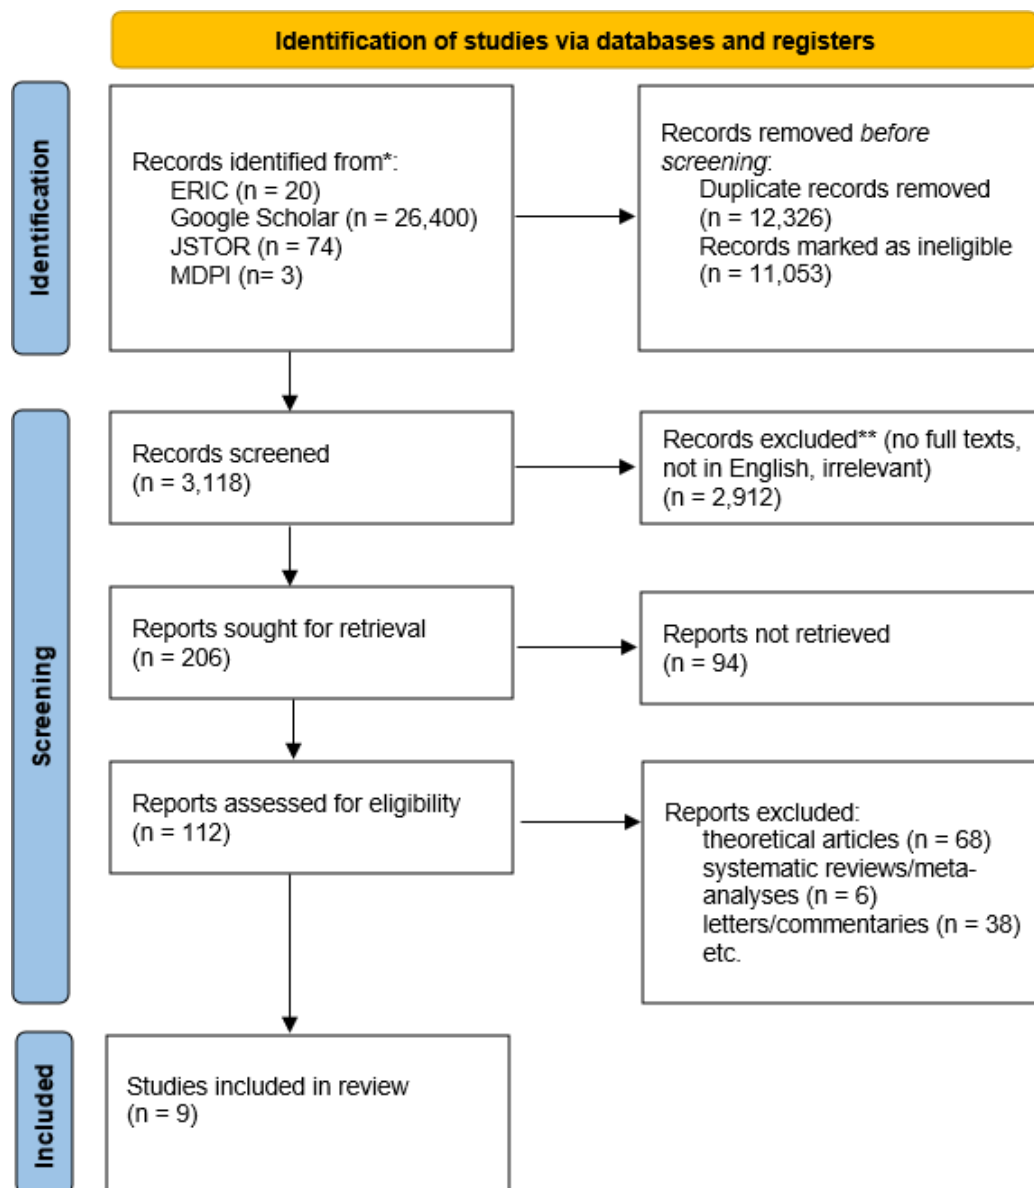 Identification of studies via databases and registers
Identification
Records identified from*:
ERIC (n = 20)
Google Scholar (n = 26,400)
JSTOR (n = 74)
MDPI (n= 3)
Records removed before
screening:
Duplicate records removed
(n = 12,326)
Records marked as ineligible
(n = 11,053)
Screening
Records screened
(n = 3,118)
Records excluded** (no full texts,
not in English, irrelevant)
(n = 2,912)
Reports sought for retrieval
(n = 206)
Reports not retrieved
(n = 94)
Reports assessed for eligibility
(n = 112)
Reports excluded:
theoretical articles (n = 68)
systematic reviews/meta-
analyses (n = 6)
letters/commentaries (n = 38)
etc.
Included
Studies included in review
(n = 9)